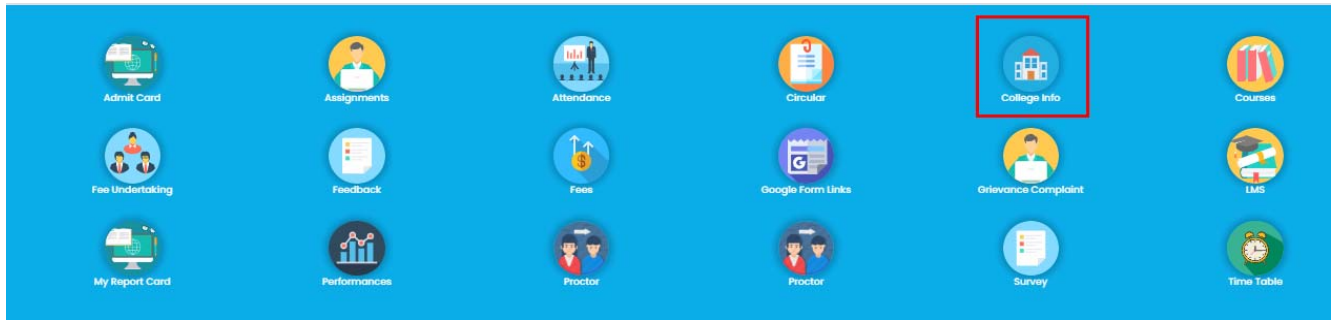 Admit Card
Assignments
Attendance
Circular
College Info
Courses
Fee Undertaking
Feedback
Fees
Google Form Links
Grievance Complaint
LMS
My Report Card
Performances
Proctor
Proctor
Survey
Time Table